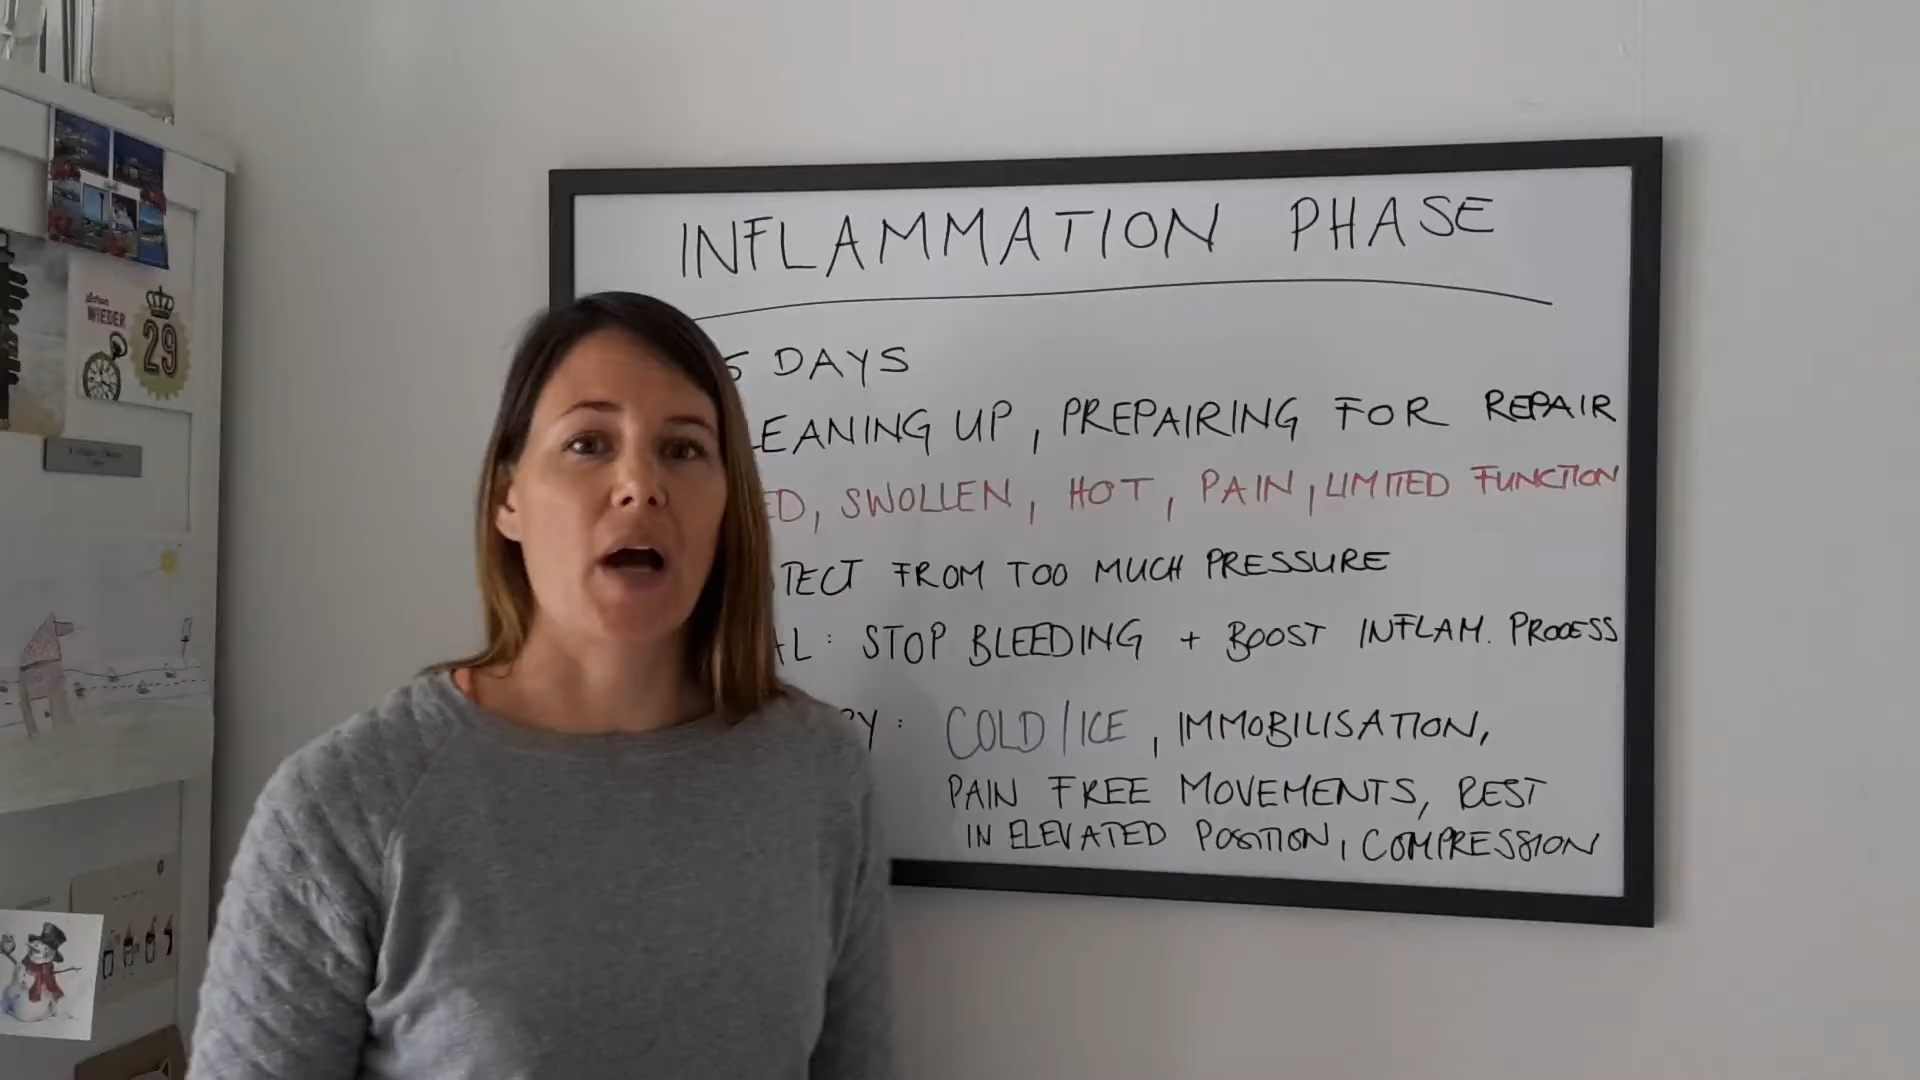 INFLAMMATION PHASE
5 DAYS
LEANING UP, PREPAIRING FOR REPAIR
ED, SWOLLEN, HOT, PAIN, LIMITED FUNCTION
TECT FROM TOO MUCH PRESSURE
AL: STOP BLEEDING + BOOST INFLAM. PROCESS
PY: COLD/ICE, IMMOBILISATION,
PAIN FREE MOVEMENTS, REST
IN ELEVATED POSITION, COMPRESSION
WIEDER
29